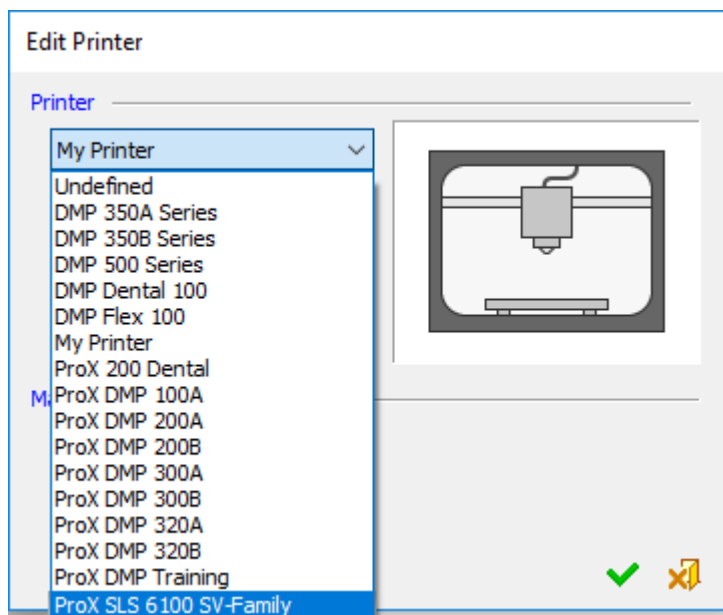 Edit Printer
Printer
My Printer
Undefined
DMP 350A Series
DMP 350B Series
DMP 500 Series
DMP Dental 100
DMP Flex 100
My Printer
ProX 200 Dental
ProX DMP 100A
ProX DMP 200A
ProX DMP 200B
ProX DMP 300A
ProX DMP 300B
ProX DMP 320A
ProX DMP 320B
ProX DMP Training
ProX SLS 6100 SV-Family